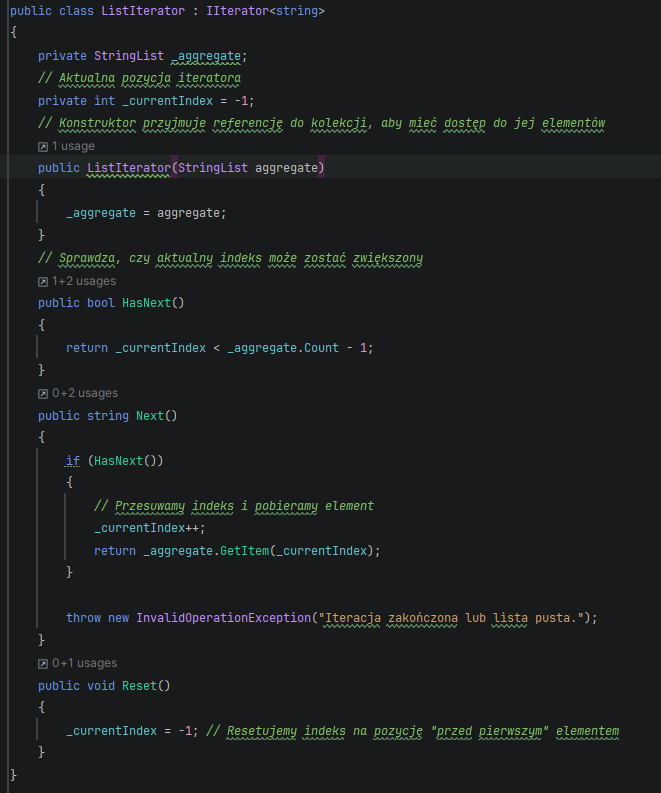 public class ListIterator : IIterator<string>
{
private StringList _aggregate;
// Aktualna pozycja iteratora
private int _currentIndex = -1;
// Konstruktor przyjmuje referencję do kolekcji, aby mieć dostęp do jej elementów
1 usage
public ListIterator(StringList aggregate)
{
_aggregate = aggregate;
}
// Sprawdza, czy aktualny indeks może zostać zwiększony
1+2 usages
public bool HasNext()
{
return _currentIndex < _aggregate.Count - 1;
}
0+2 usages
public string Next()
{
if (HasNext())
{
// Przesuwamy indeks i pobieramy element
_currentIndex++;
return _aggregate.GetItem(_currentIndex);
}
throw new InvalidOperationException("Iteracja zakończona lub lista pusta.");
}
0+1 usages
public void Reset()
{
_currentIndex = -1; // Resetujemy indeks na pozycję "przed pierwszym" elementem
}
}